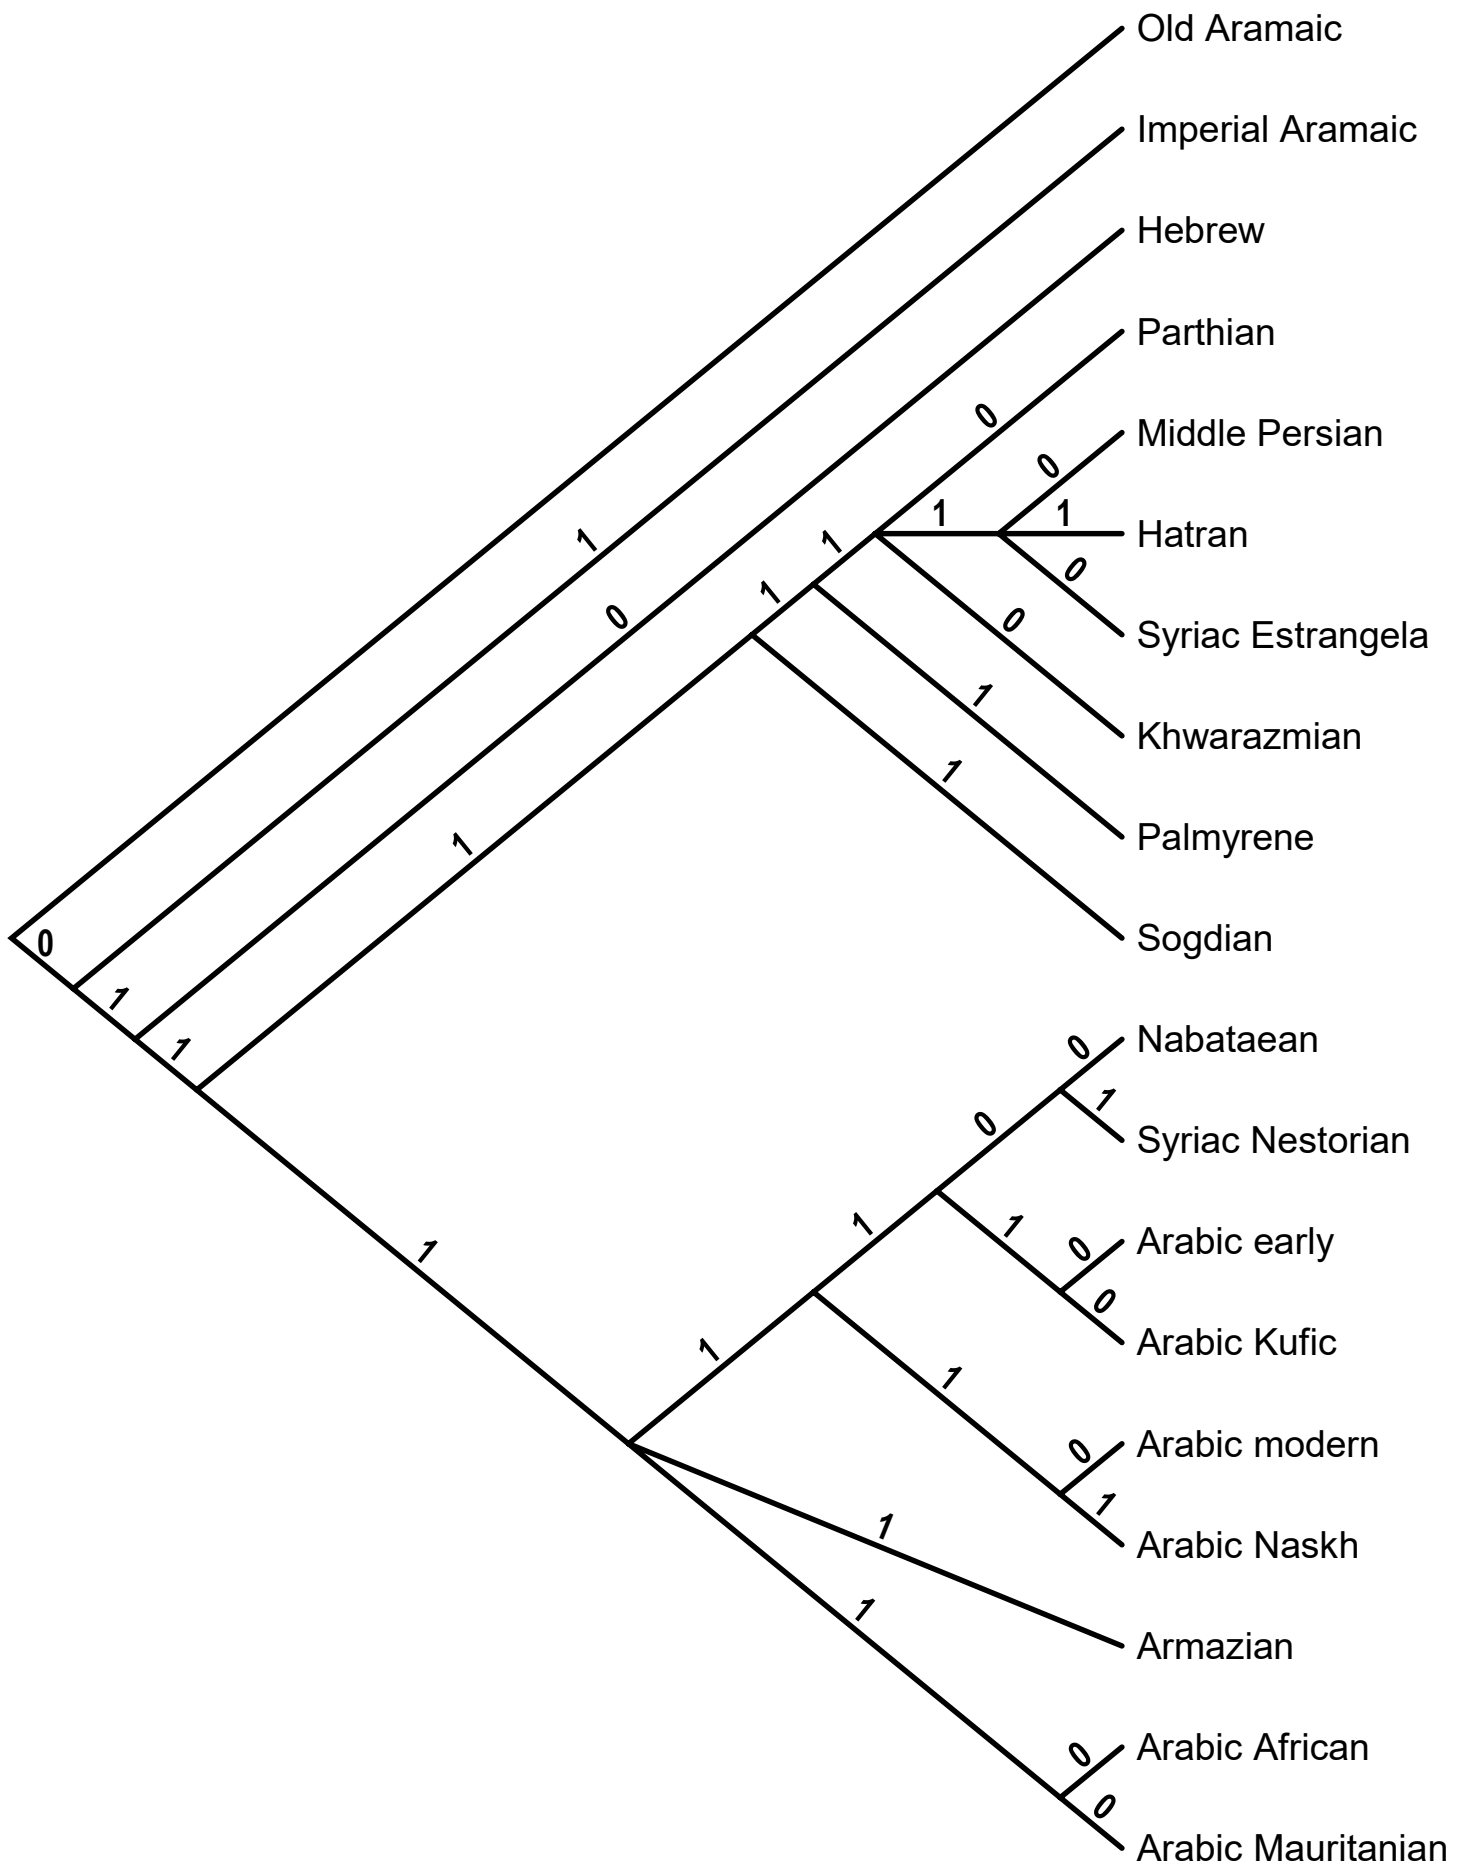 Old Aramaic
Imperial Aramaic
Hebrew
Parthian
0
Middle Persian
0
1
1
Hatran
1
1
0
Syriac Estrangela
1
0
0
1
Khwarazmian
1
Palmyrene
1
Sogdian
0
1
1
Nabataean
0
1
Syriac Nestorian
0
1
1
Arabic early
0
1
0
Arabic Kufic
1
1
Arabic modern
0
1
Arabic Naskh
1
1
Armazian
Arabic African
0
0
Arabic Mauritanian